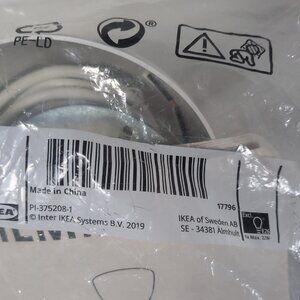 PE-LD
Made in China
17796
PI-375208-1
© Inter IKEA Systems B.V. 2019
IKEA of Sweden AB
SE - 34381 Älmhult
Excl